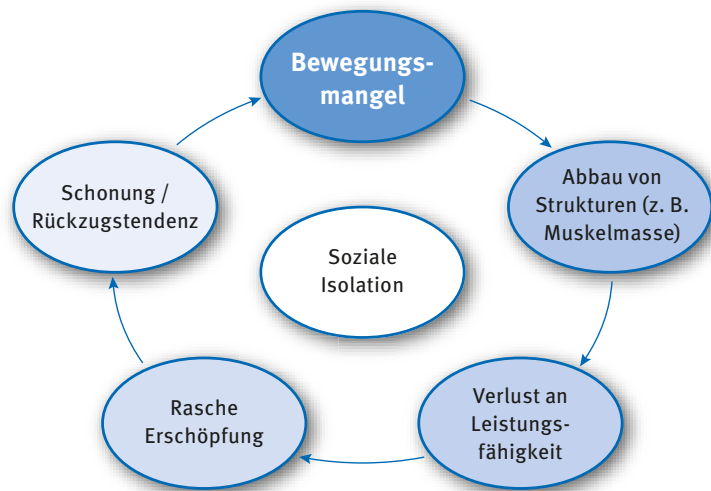 Bewegungs-
mangel
Abbau von
Strukturen (z. B.
Muskelmasse)
Verlust an
Leistungs-
fähigkeit
Rasche
Erschöpfung
Schonung /
Rückzugstendenz
Soziale
Isolation